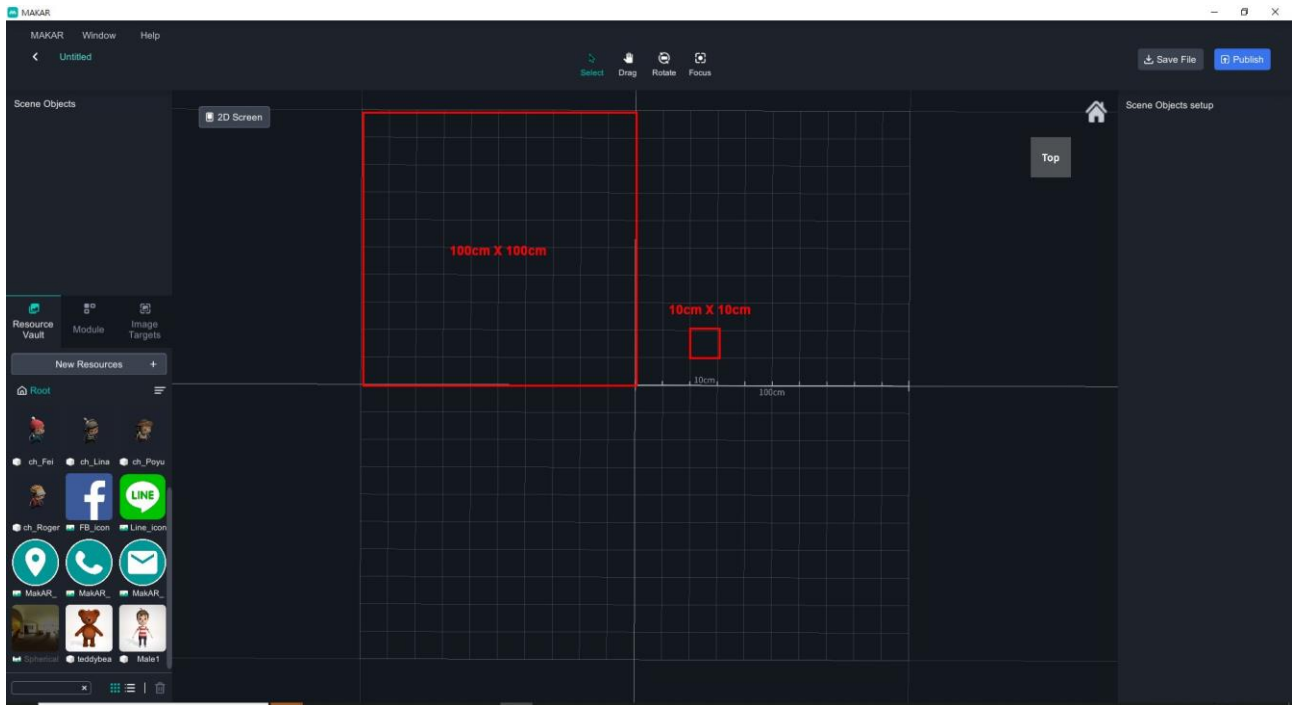 MAKAR
MAKAR Window Help
Untitled
Select Drag Rotate Focus
Save File
Publish
Scene Objects
2D Screen
Scene Objects setup
Top
100cm X 100cm
10cm X 10cm
10cm
100cm
Resource Vault
Module
Image Targets
New Resources +
Root
ch_Fei ch_Lina ch_Poyu
LINE
ch_Roger FB_icon Line_icon
MakAR_ MakAR_ MakAR_
Spherical teddybea Male1